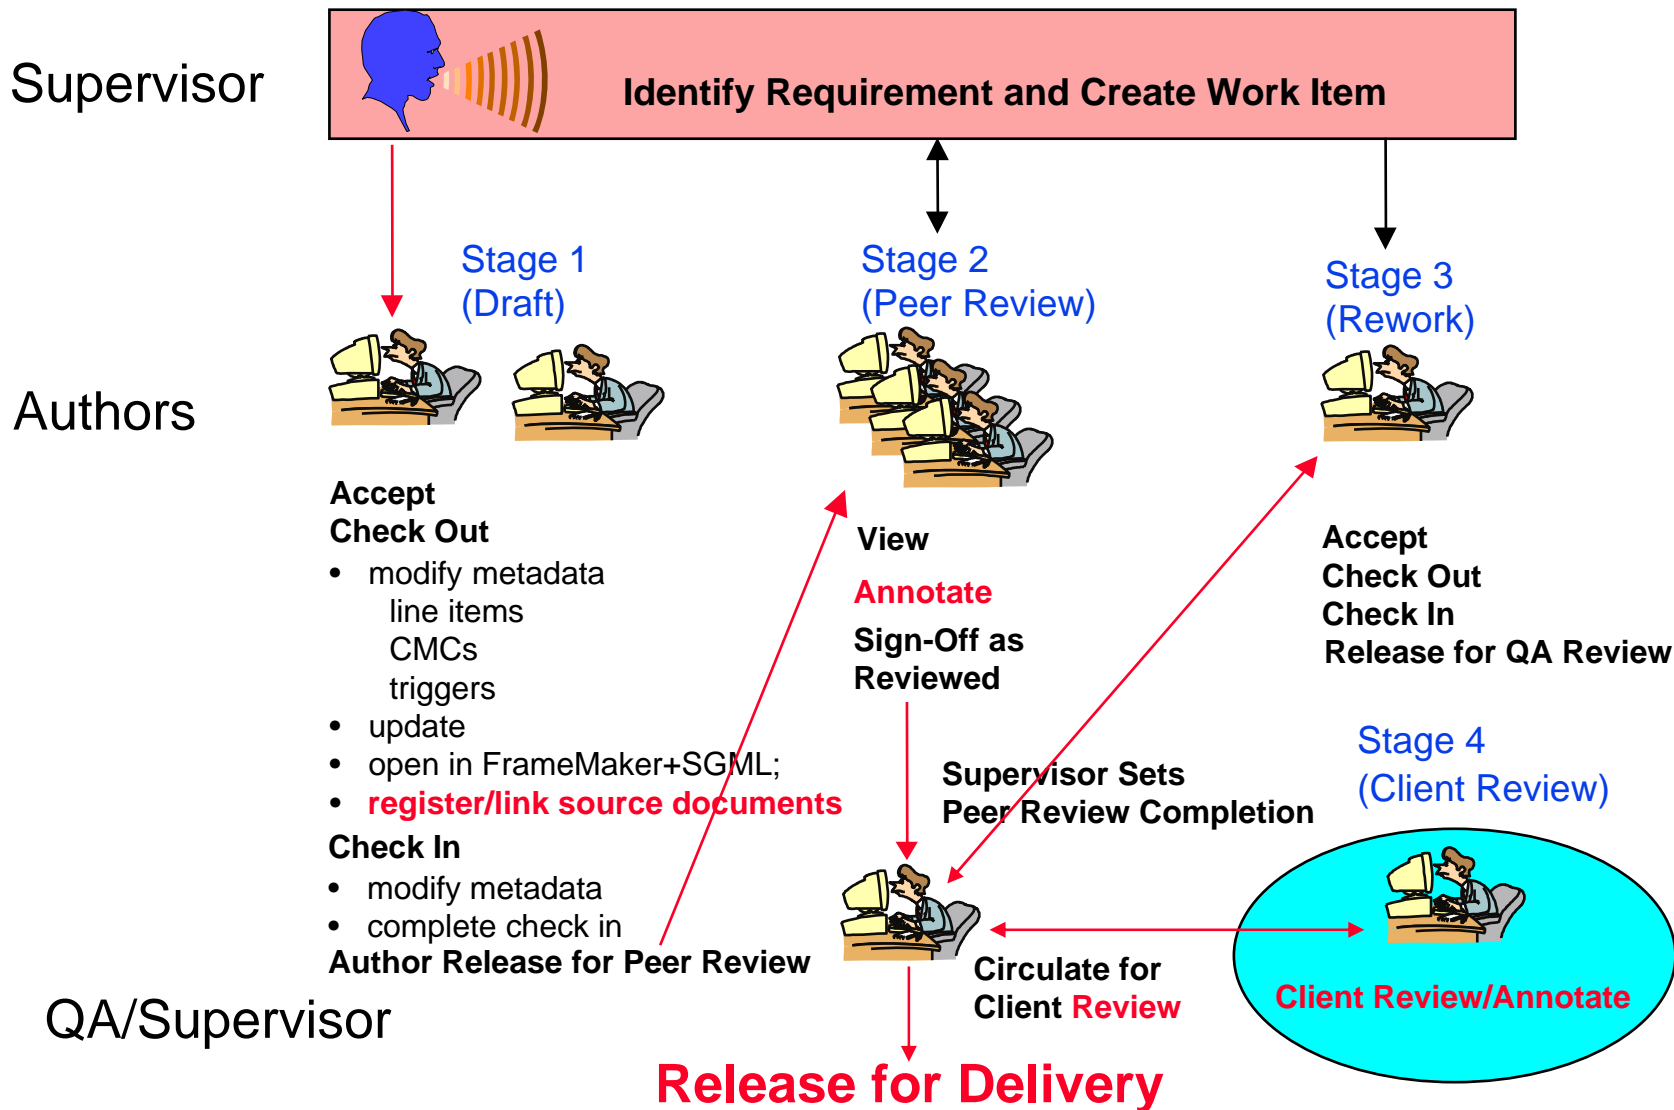 Supervisor
Identify Requirement and Create Work Item
Stage 1
(Draft)
Stage 2
(Peer Review)
Stage 3
(Rework)
Authors
Accept
Check Out
• modify metadata
line items
CMCs
triggers
• update
• open in FrameMaker+SGML;
• register/link source documents
Check In
• modify metadata
• complete check in
Author Release for Peer Review
View
Annotate
Sign-Off as
Reviewed
Supervisor Sets
Peer Review Completion
Accept
Check Out
Check In
Release for QA Review
Stage 4
(Client Review)
Client Review/Annotate
Circulate for
Client Review
QA/Supervisor
Release for Delivery